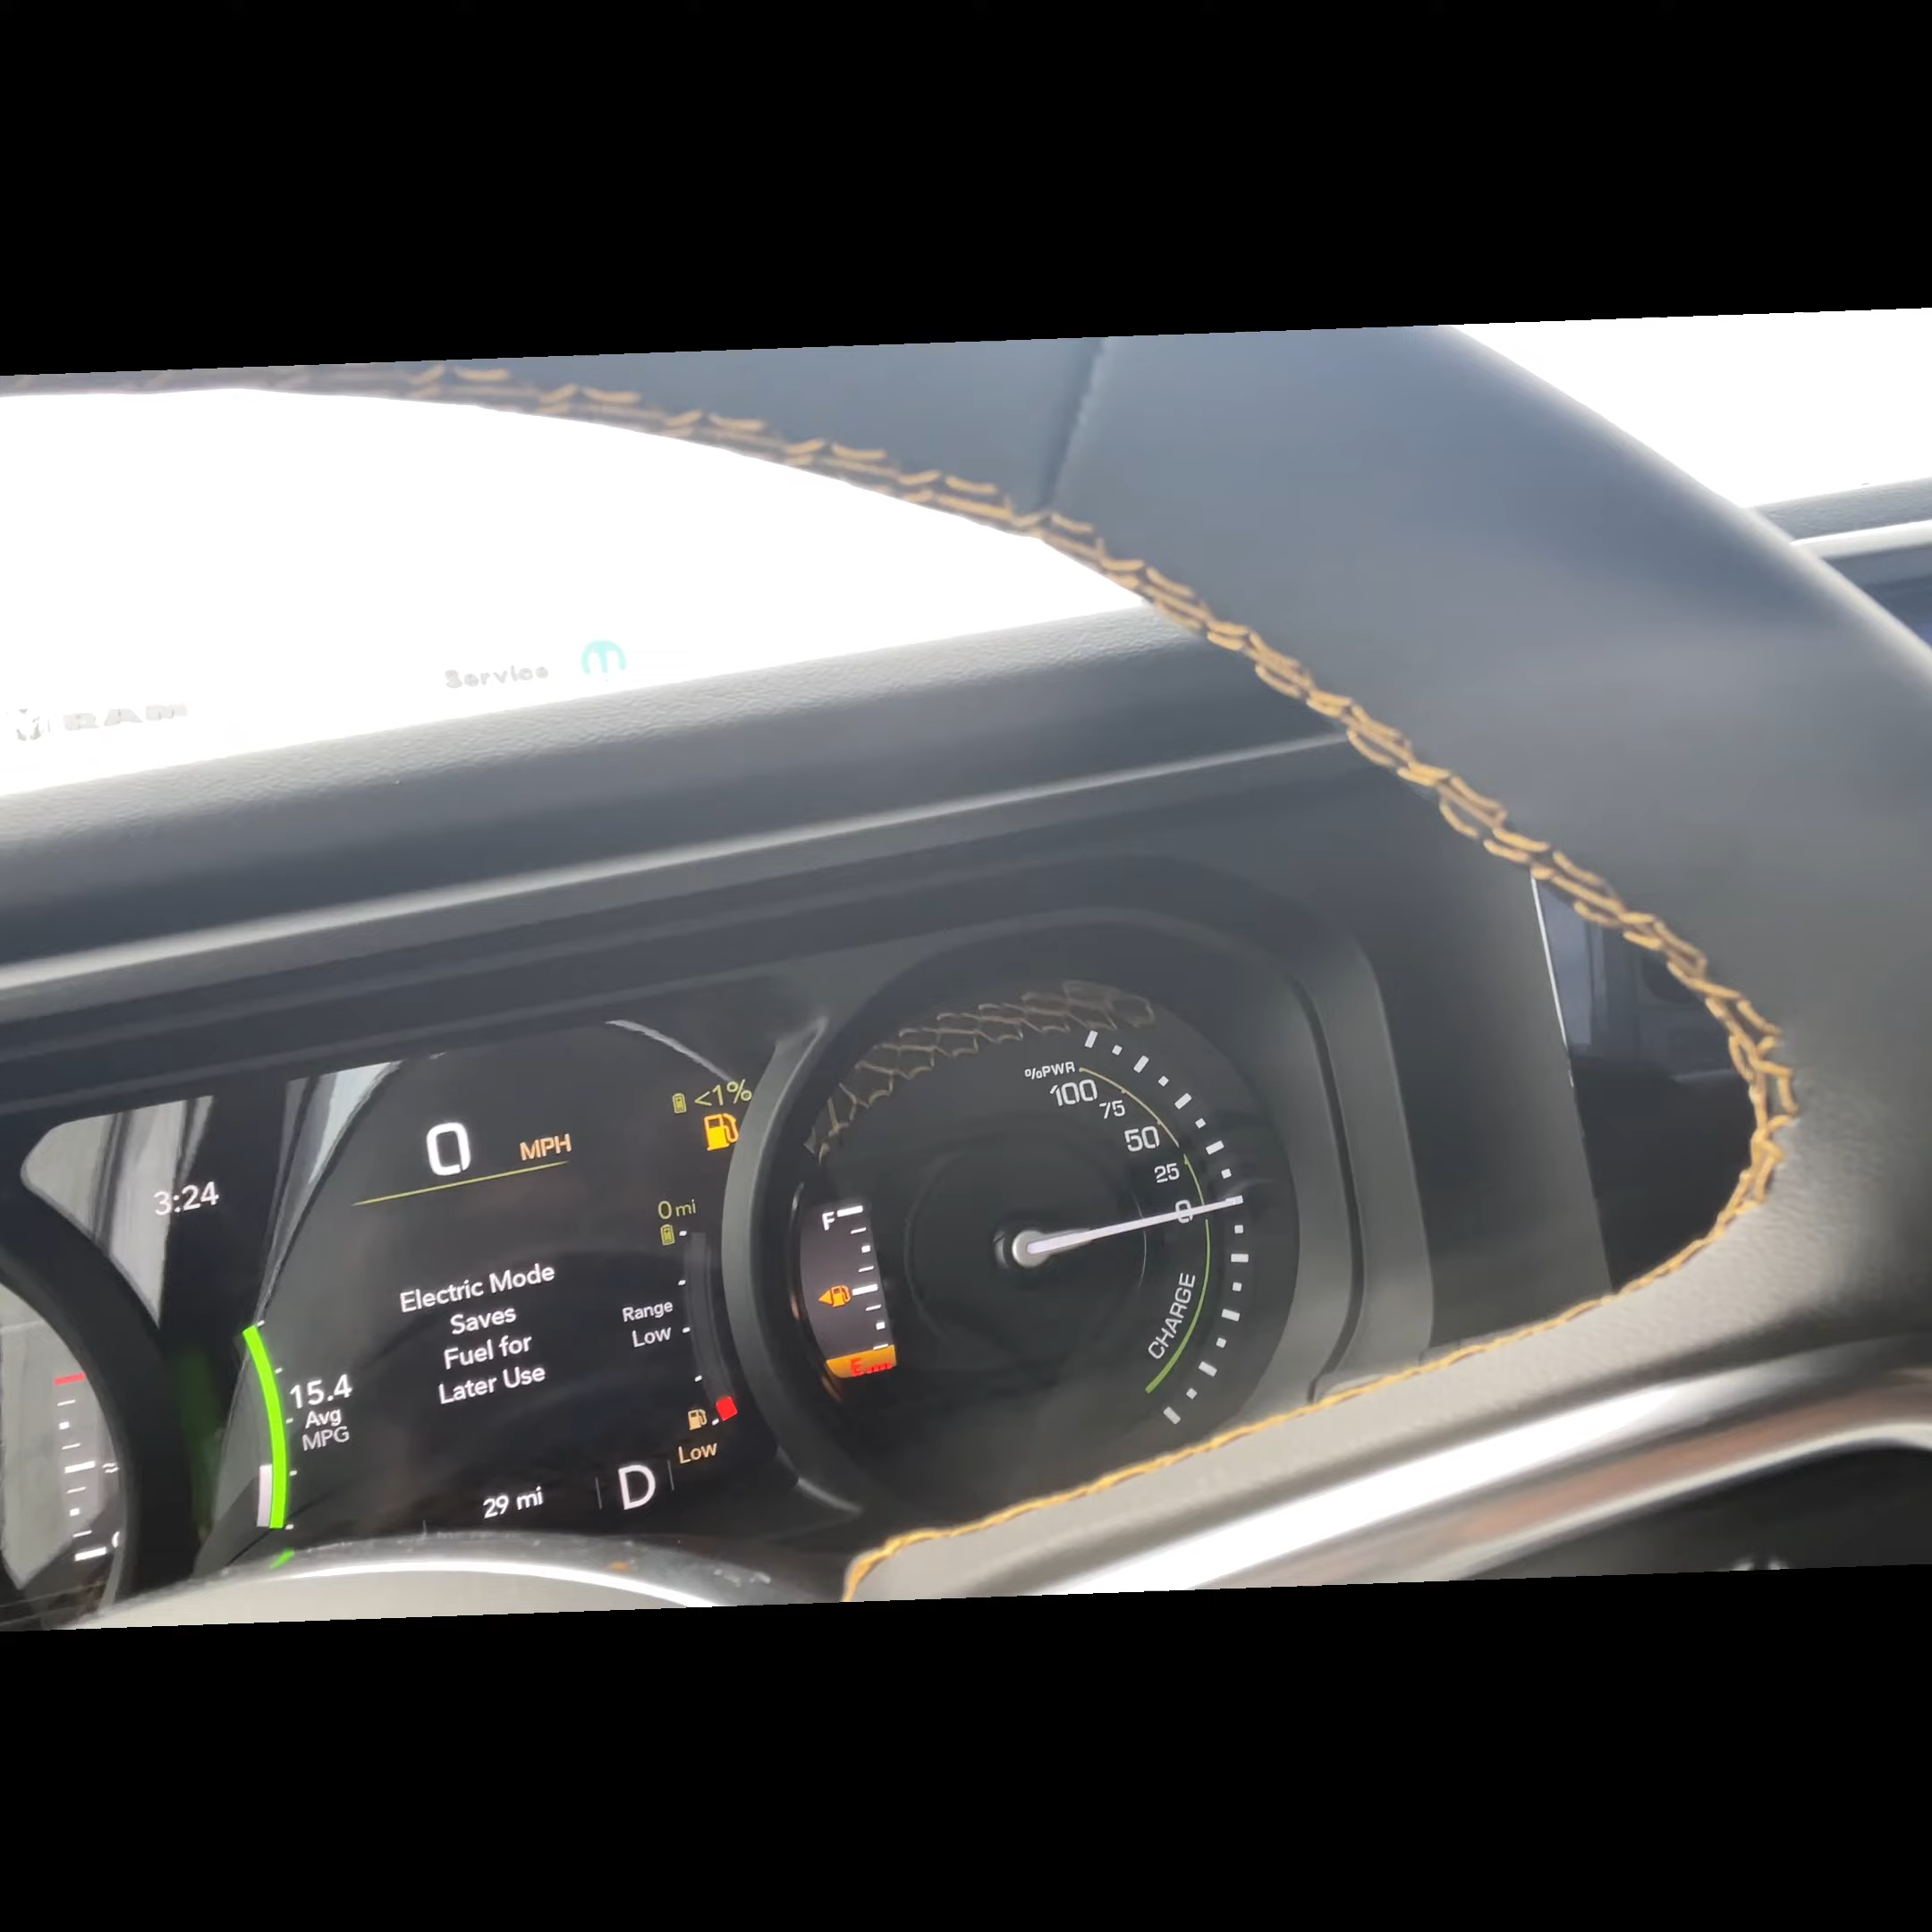 Service
RAM
3:24
0 MPH
<1%
0 mi
Electric Mode
Saves
Fuel for
Later Use
Range
Low
15.4
Avg
MPG
Low
29 mi
D
F
E
%PWR
100
75
50
25
0
CHARGE